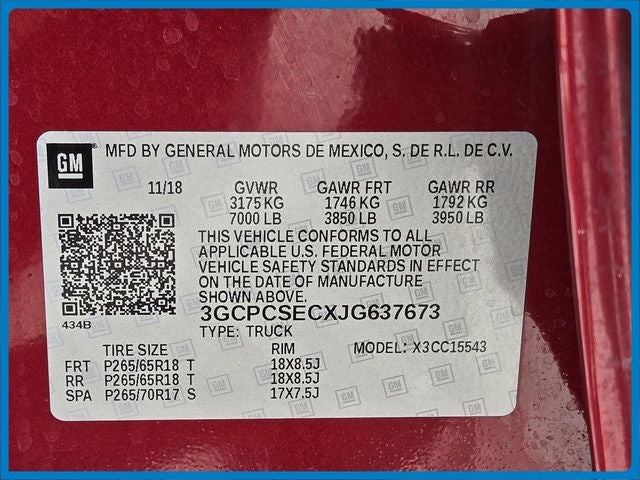 GM MFD BY GENERAL MOTORS DE MEXICO, S. DE R.L. DE C.V.
11/18 GVWR GAWR FRT GAWR RR
3175 KG 1746 KG 1792 KG
7000 LB 3850 LB 3950 LB
THIS VEHICLE CONFORMS TO ALL
APPLICABLE U.S. FEDERAL MOTOR
VEHICLE SAFETY STANDARDS IN EFFECT
ON THE DATE OF MANUFACTURE
SHOWN ABOVE.
3GCPCSECXJG637673
434B TYPE: TRUCK
TIRE SIZE RIM MODEL: X3CC15543
FRT P265/65R18 T 18X8.5J
RR P265/65R18 T 18X8.5J
SPA P265/70R17 S 17X7.5J